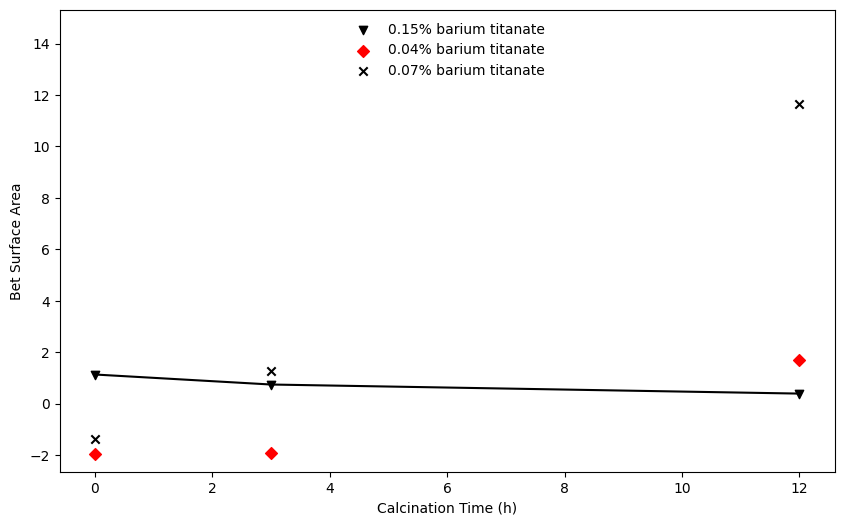 0.15% barium titanate
0.04% barium titanate
0.07% barium titanate
14
12
10
8
6
4
2
0
−2
Bet Surface Area
0 2 4 6 8 10 12
Calcination Time (h)